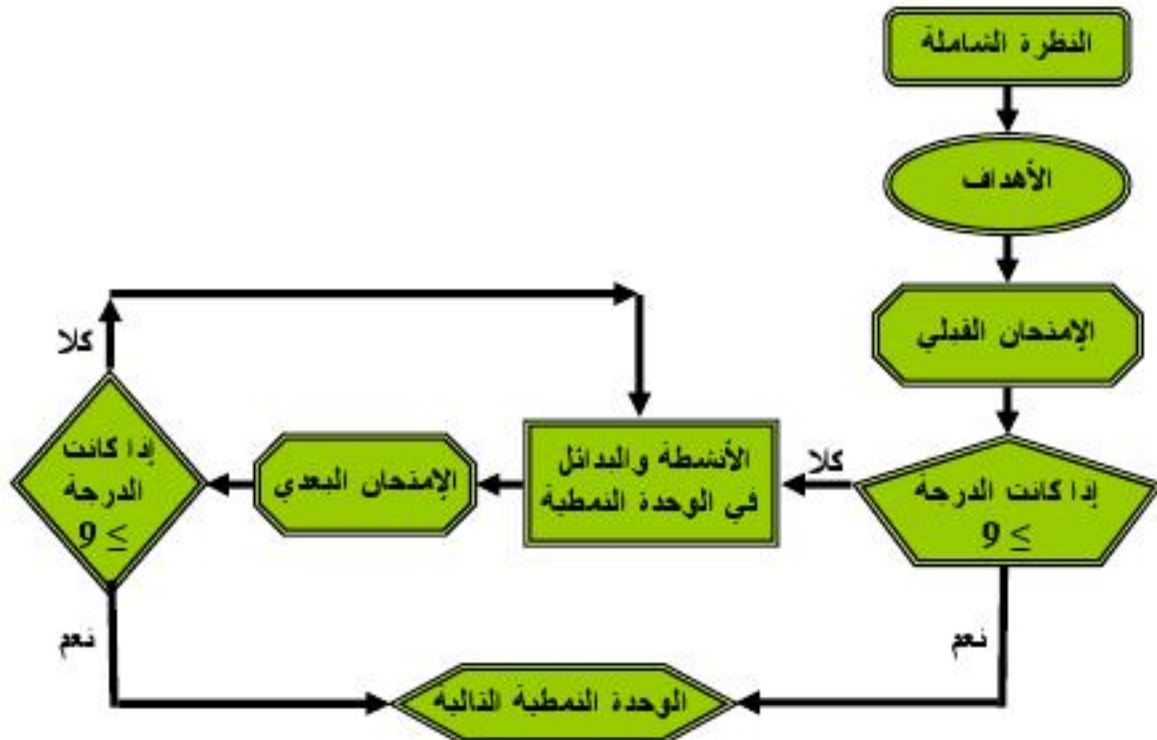 النظرة الشاملة
الأهداف
الإمتحان القبلي
إذا كانت الدرجة
9 ≤
كلا
نعم
الأنشطة والبدائل
في الوحدة النمطية
الإمتحان البعدي
إذا كانت
الدرجة
9 ≤
كلا
نعم
الوحدة النمطية التالية